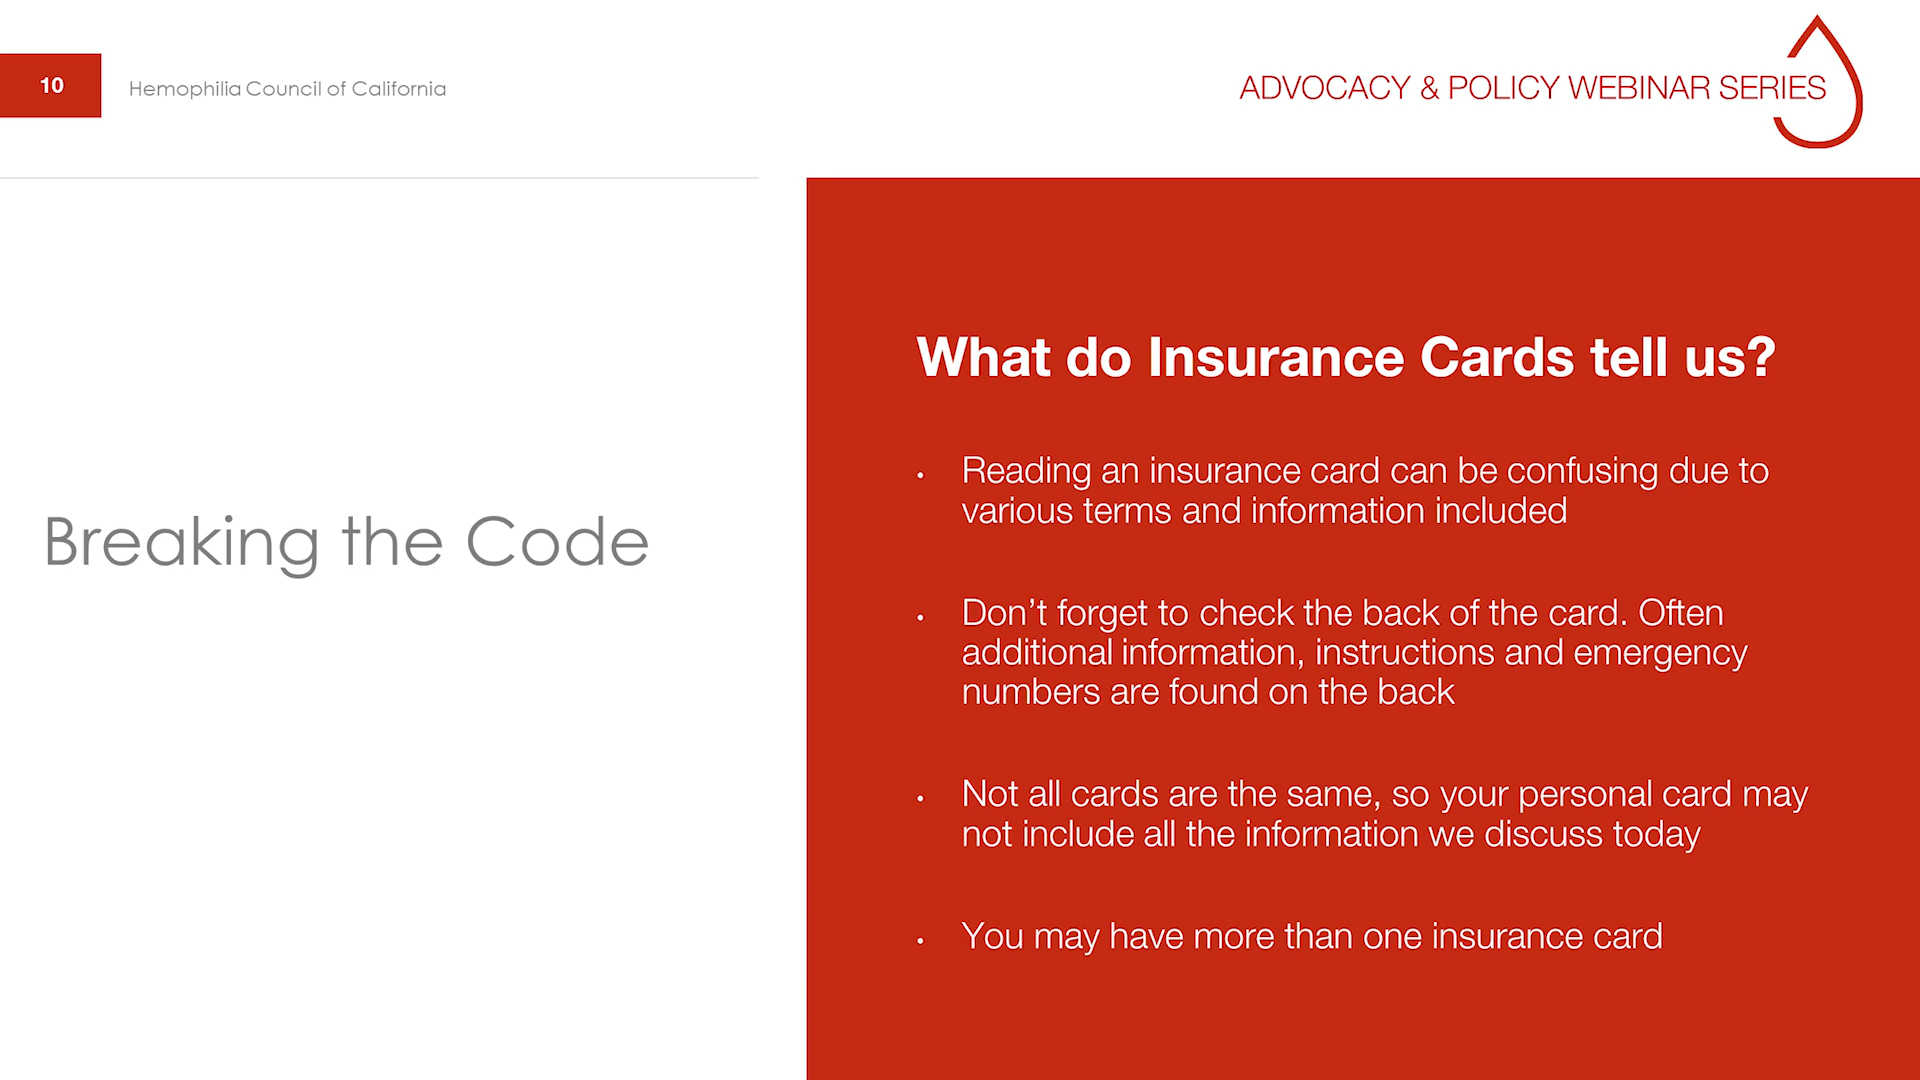 10
Hemophilia Council of California
ADVOCACY & POLICY WEBINAR SERIES
Breaking the Code
What do Insurance Cards tell us?
• Reading an insurance card can be confusing due to
various terms and information included
• Don’t forget to check the back of the card. Often
additional information, instructions and emergency
numbers are found on the back
• Not all cards are the same, so your personal card may
not include all the information we discuss today
• You may have more than one insurance card